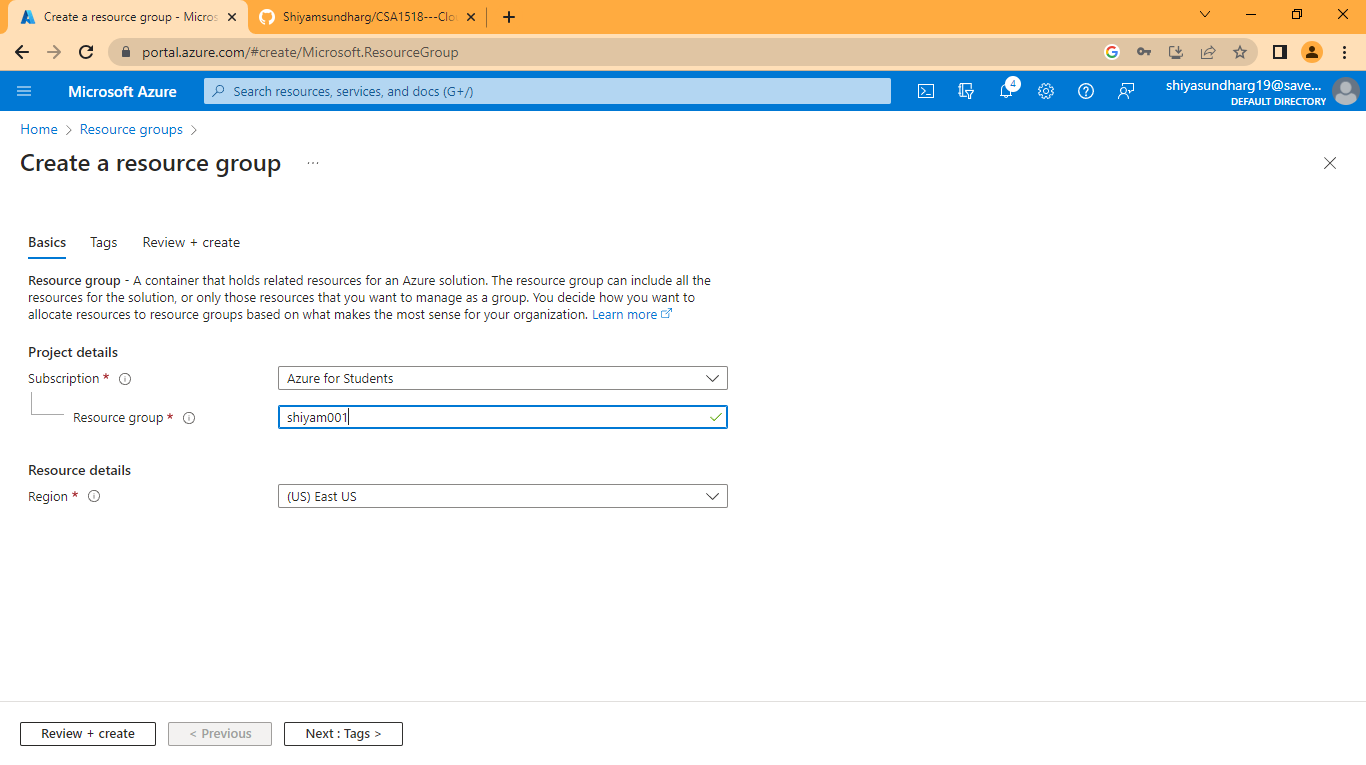 Create a resource group - Micros
Shiyamsundharg/CSA1518---Clou
portal.azure.com/#create/Microsoft.ResourceGroup
Microsoft Azure
Search resources, services, and docs (G+/)
4
shiyasundharg19@save...
DEFAULT DIRECTORY
Home > Resource groups >
Create a resource group ...
Basics Tags Review + create
Resource group - A container that holds related resources for an Azure solution. The resource group can include all the
resources for the solution, or only those resources that you want to manage as a group. You decide how you want to
allocate resources to resource groups based on what makes the most sense for your organization. Learn more
Project details
Subscription * Azure for Students
Resource group * shiyam001
Resource details
Region * (US) East US
Review + create < Previous Next : Tags >